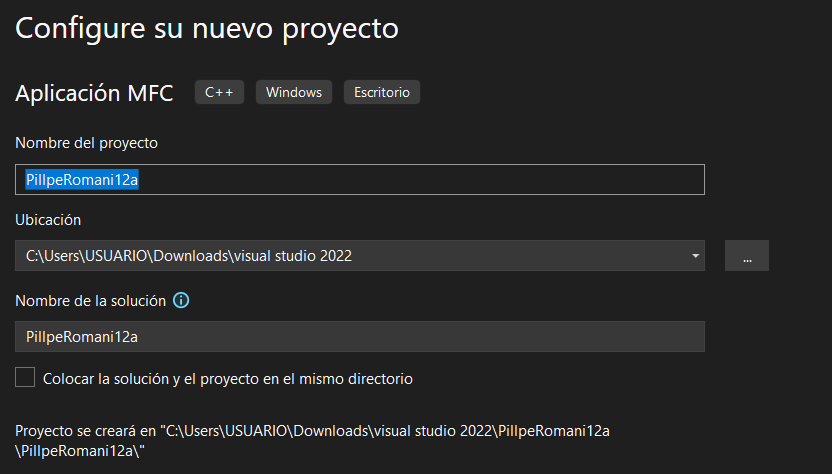 Configure su nuevo proyecto
Aplicación MFC C++ Windows Escritorio
Nombre del proyecto
PillpeRomani12a
Ubicación
C:\Users\USUARIO\Downloads\visual studio 2022 ...
Nombre de la solución
PillpeRomani12a
Colocar la solución y el proyecto en el mismo directorio
Proyecto se creará en "C:\Users\USUARIO\Downloads\visual studio 2022\PillpeRomani12a
\PillpeRomani12a\"